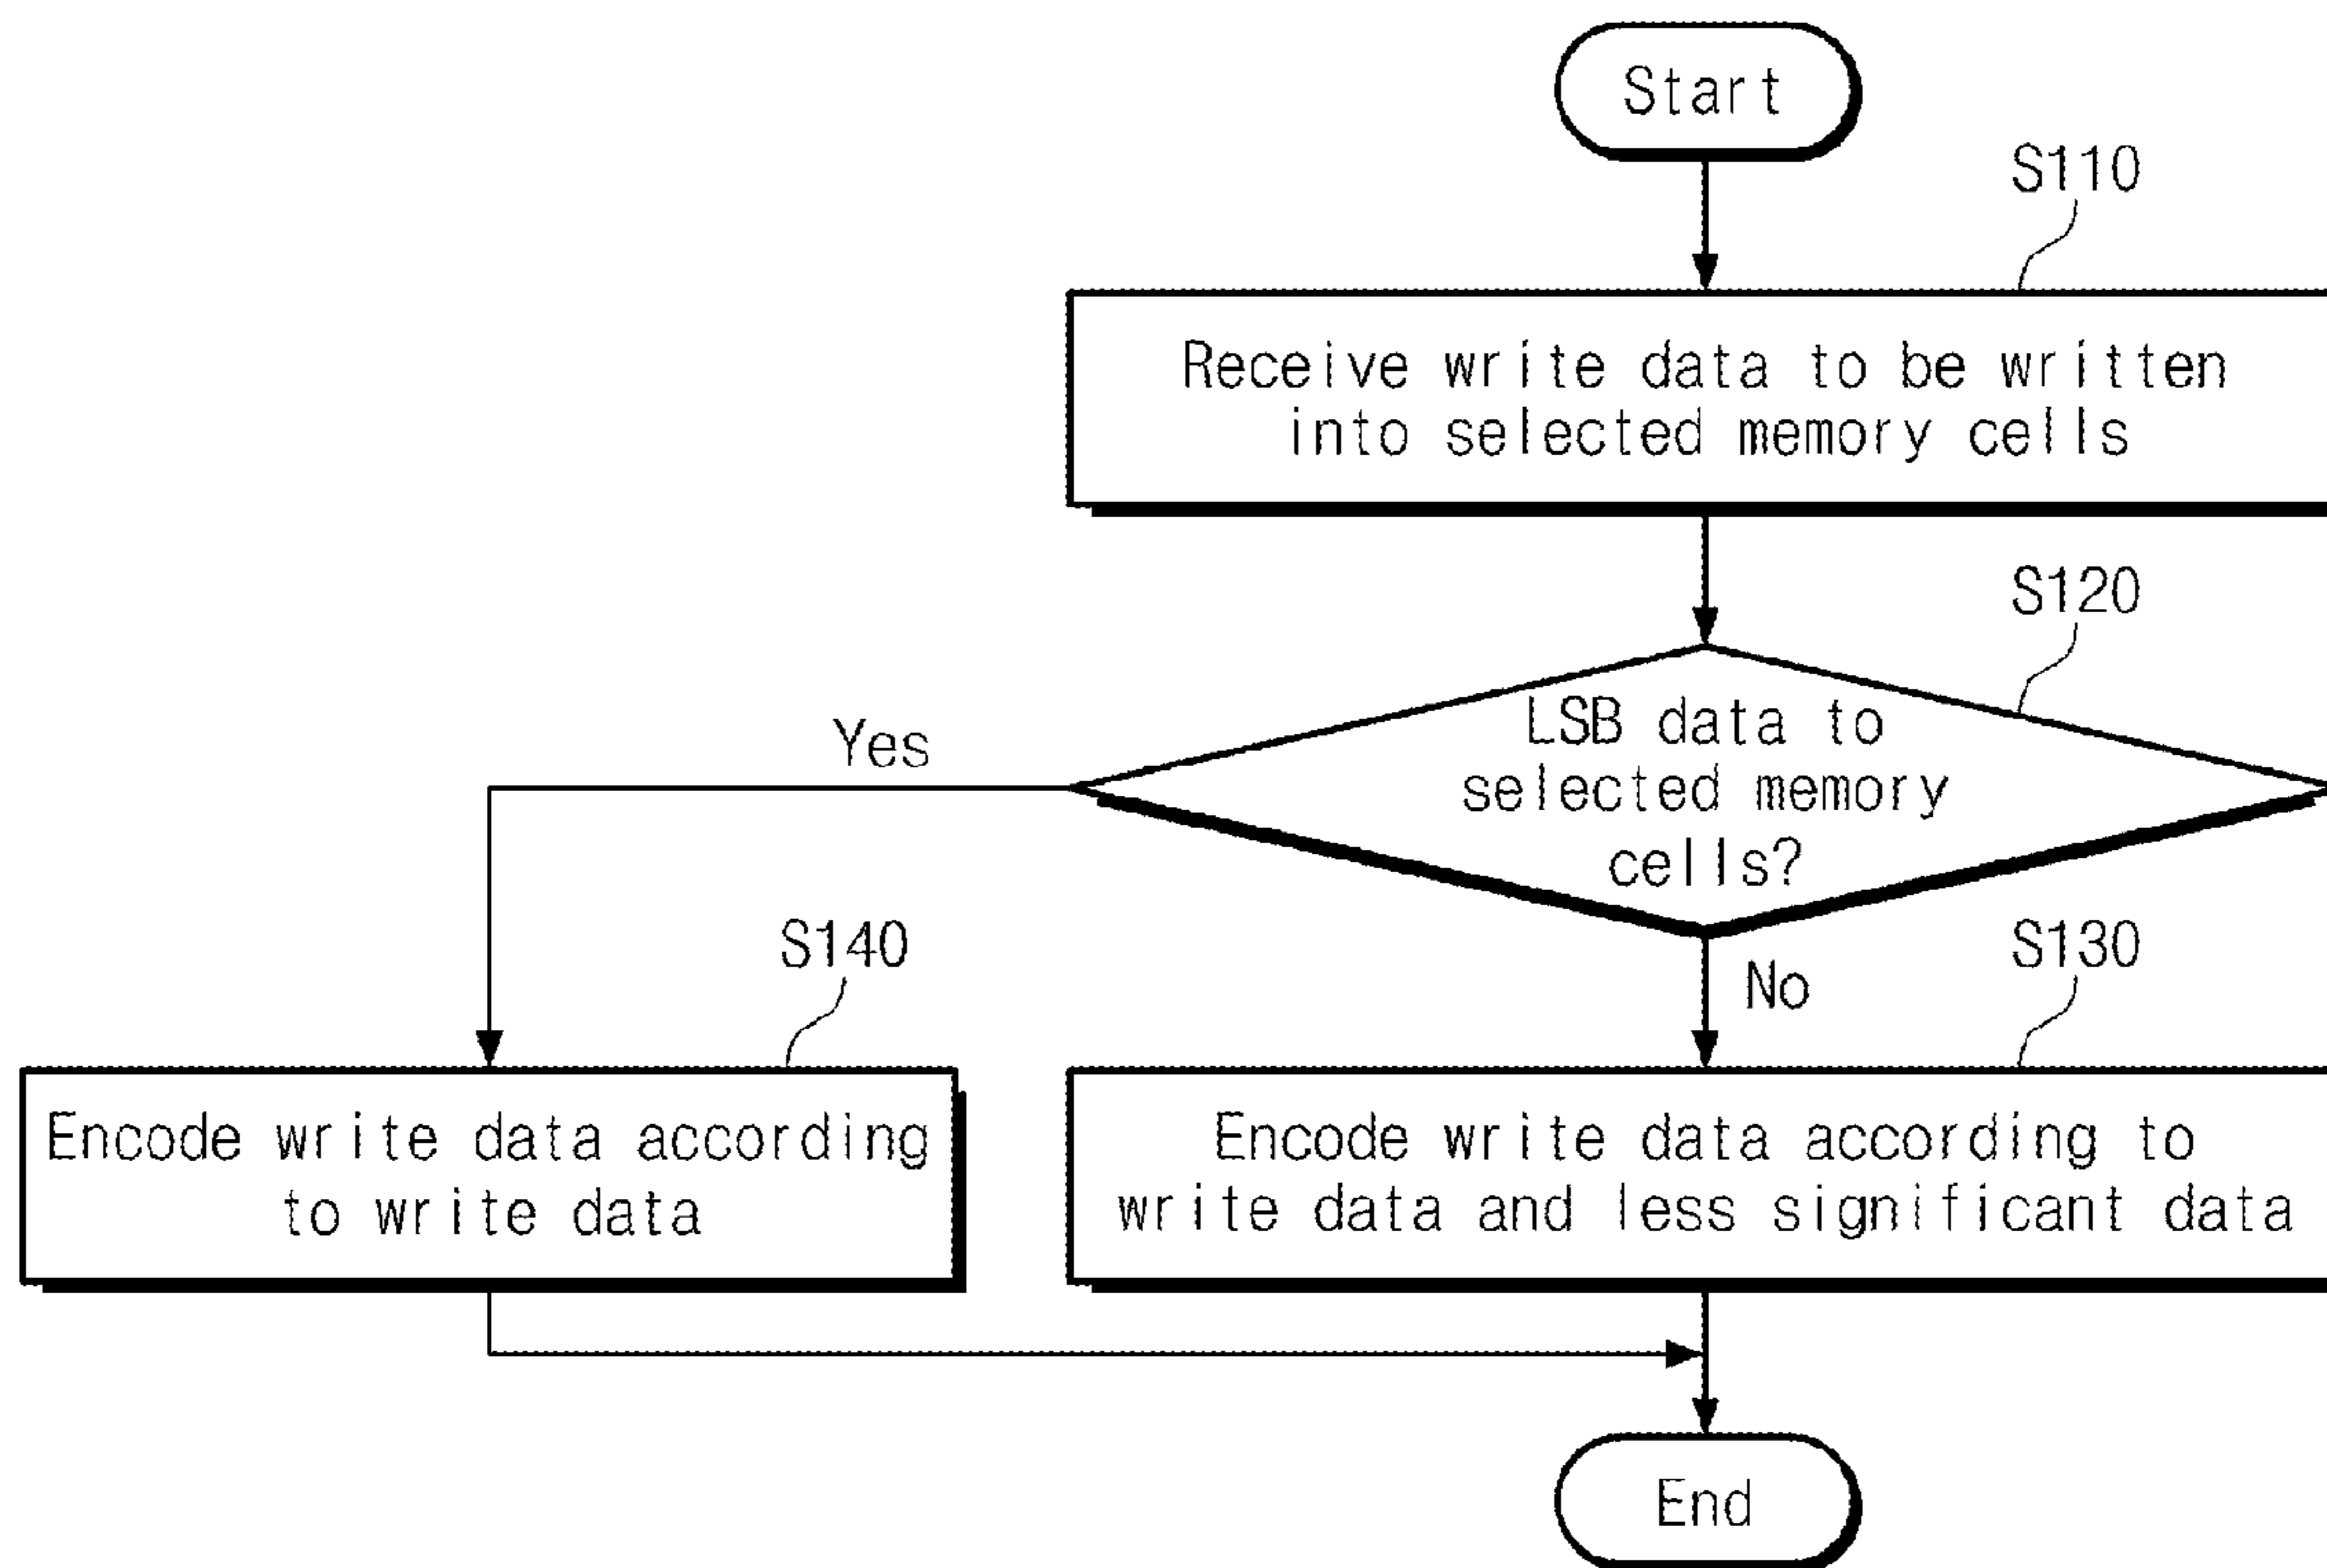 Start
S110
Receive write data to be written
into selected memory cells
S120
LSB data to
selected memory
cells?
Yes
No
S140
S130
Encode write data according
to write data
Encode write data according to
write data and less significant data
End